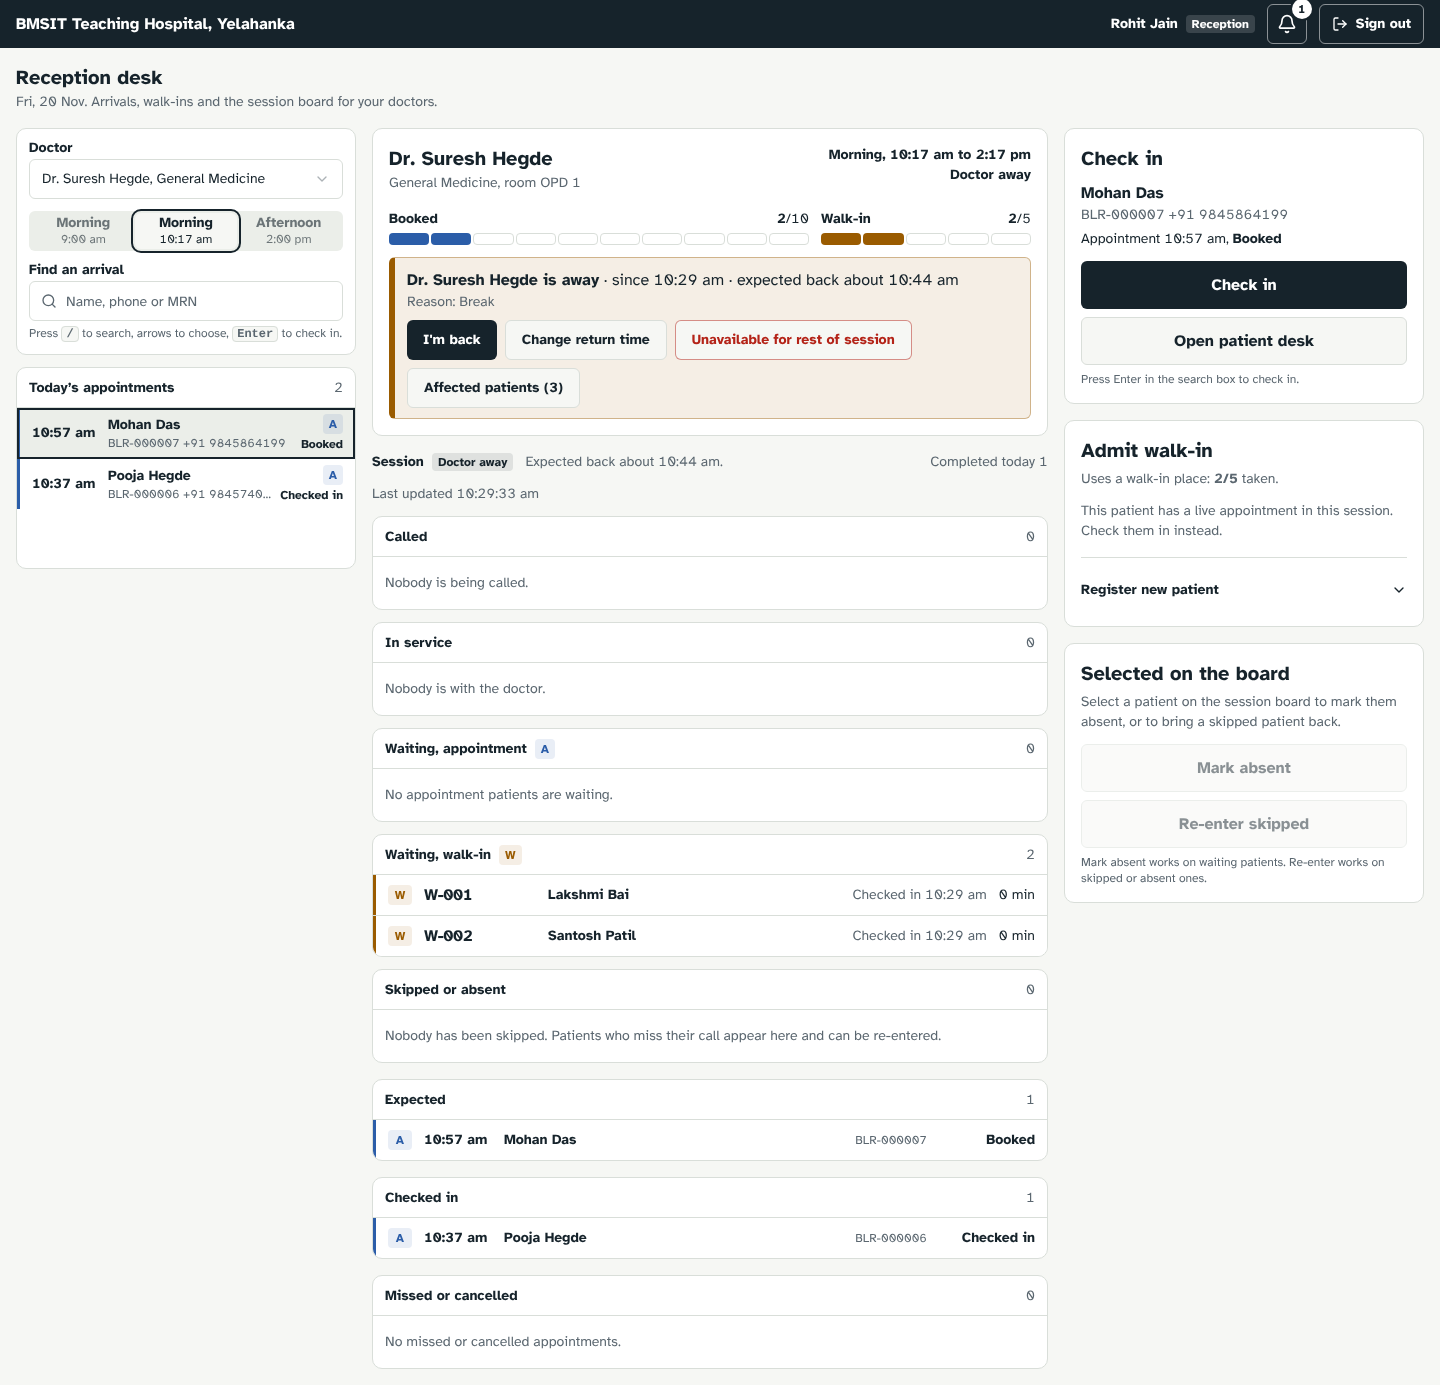 BMSIT Teaching Hospital, Yelahanka
Rohit Jain Reception 1 Sign out
Reception desk
Fri, 20 Nov. Arrivals, walk-ins and the session board for your doctors.
Doctor
Dr. Suresh Hegde, General Medicine
Morning 9:00 am
Morning 10:17 am
Afternoon 2:00 pm
Find an arrival
Name, phone or MRN
Press / to search, arrows to choose, Enter to check in.
Today's appointments 2
10:57 am Mohan Das A
BLR-000007 +91 9845864199 Booked
10:37 am Pooja Hegde A
BLR-000006 +91 9845740... Checked in
Dr. Suresh Hegde
General Medicine, room OPD 1
Morning, 10:17 am to 2:17 pm
Doctor away
Booked 2/10
Walk-in 2/5
Dr. Suresh Hegde is away · since 10:29 am · expected back about 10:44 am
Reason: Break
I'm back
Change return time
Unavailable for rest of session
Affected patients (3)
Session Doctor away Expected back about 10:44 am. Completed today 1
Last updated 10:29:33 am
Called 0
Nobody is being called.
In service 0
Nobody is with the doctor.
Waiting, appointment A 0
No appointment patients are waiting.
Waiting, walk-in W 2
W W-001 Lakshmi Bai Checked in 10:29 am 0 min
W W-002 Santosh Patil Checked in 10:29 am 0 min
Skipped or absent 0
Nobody has been skipped. Patients who miss their call appear here and can be re-entered.
Expected 1
A 10:57 am Mohan Das BLR-000007 Booked
Checked in 1
A 10:37 am Pooja Hegde BLR-000006 Checked in
Missed or cancelled 0
No missed or cancelled appointments.
Check in
Mohan Das
BLR-000007 +91 9845864199
Appointment 10:57 am, Booked
Check in
Open patient desk
Press Enter in the search box to check in.
Admit walk-in
Uses a walk-in place: 2/5 taken.
This patient has a live appointment in this session.
Check them in instead.
Register new patient
Selected on the board
Select a patient on the session board to mark them
absent, or to bring a skipped patient back.
Mark absent
Re-enter skipped
Mark absent works on waiting patients. Re-enter works on
skipped or absent ones.